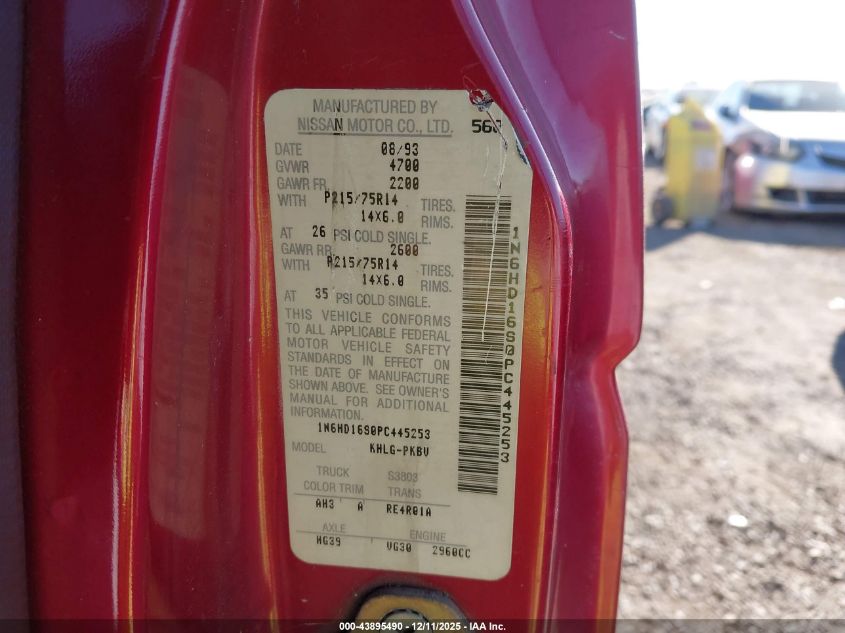 MANUFACTURED BY
NISSAN MOTOR CO., LTD.
DATE 08/93
GVWR 4700
GAWR FR. 2200
WITH P215/75R14 TIRES.
14X6.0 RIMS.
AT 26 PSI COLD SINGLE.
GAWR RR. 2600
WITH P215/75R14 TIRES.
14X6.0 RIMS.
AT 35 PSI COLD SINGLE.
THIS VEHICLE CONFORMS
TO ALL APPLICABLE FEDERAL
MOTOR VEHICLE SAFETY
STANDARDS IN EFFECT ON
THE DATE OF MANUFACTURE
SHOWN ABOVE. SEE OWNER'S
MANUAL FOR ADDITIONAL
INFORMATION.
1N6HD16S0PC445253
MODEL KHLG-PKBV
TRUCK S3803
COLOR TRIM TRANS
AH3 A RE4R01A
AXLE ENGINE
HG39 VG30 2960CC
1N6HD16S0PC445253
000-43895490 - 12/11/2025 - IAA Inc.